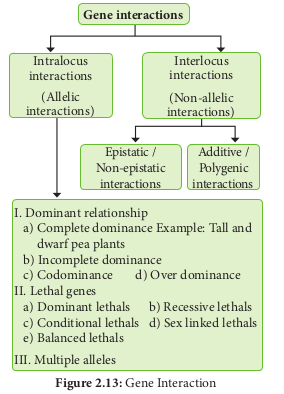 Gene interactions
Intralocus
interactions
(Allelic
interactions)
Interlocus
interactions
(Non-allelic
interactions)
Epistatic /
Non-epistatic
interactions
Additive /
Polygenic
interactions
I. Dominant relationship
a) Complete dominance Example: Tall and
dwarf pea plants
b) Incomplete dominance
c) Codominance d) Over dominance
II. Lethal genes
a) Dominant lethals b) Recessive lethals
c) Conditional lethals d) Sex linked lethals
e) Balanced lethals
III. Multiple alleles
Figure 2.13: Gene Interaction